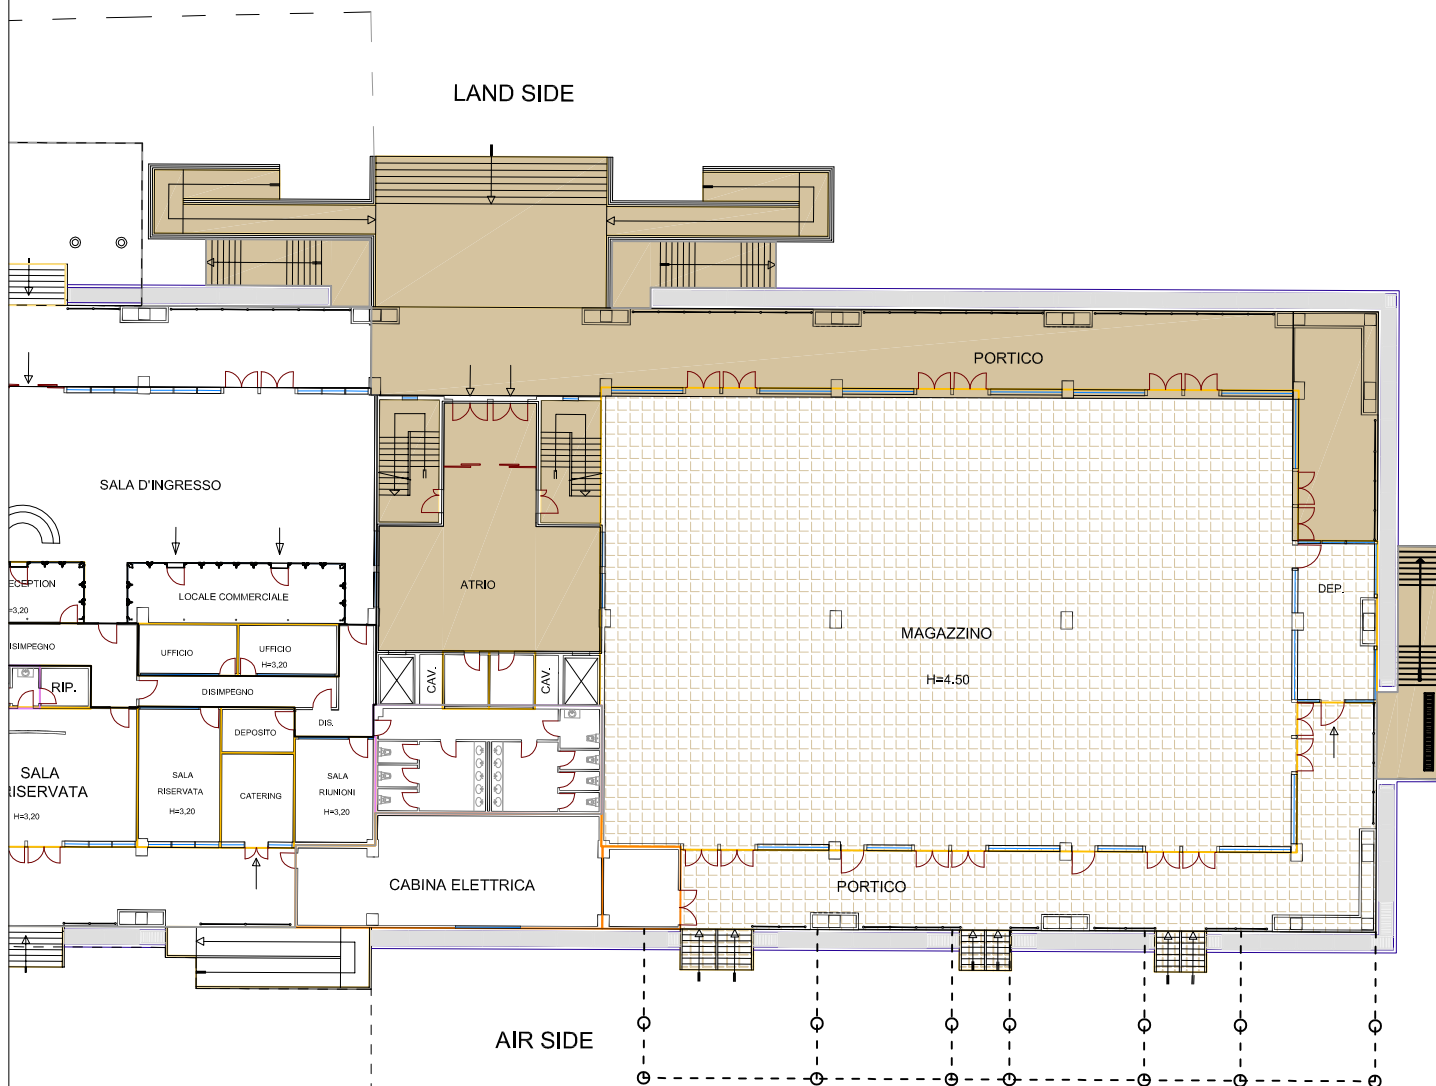 LAND SIDE
PORTICO
SALA D'INGRESSO
ATRIO
ECEPTION
=3,20
LOCALE COMMERCIALE
DEP.
MAGAZZINO
H=4.50
ISIMPEGNO
UFFICIO
UFFICIO
H=3,20
RIP.
DISIMPEGNO
CAV.
CAV.
DIS.
DEPOSITO
SALA
RISERVATA
H=3,20
SALA
RISERVATA
H=3,20
CATERING
SALA
RIUNIONI
H=3,20
CABINA ELETTRICA
PORTICO
AIR SIDE